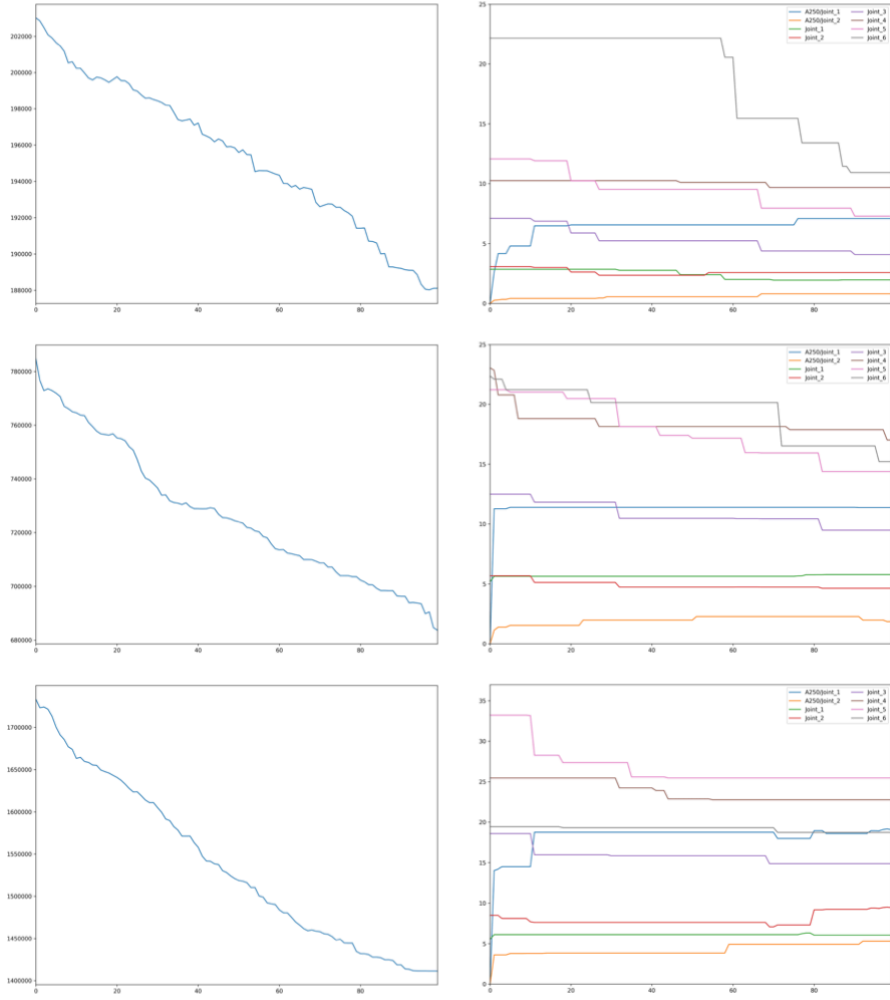 202000
200000
198000
196000
194000
192000
190000
188000
0 20 40 60 80
25
20
15
10
5
0
A250/Joint_1 Joint_3
A250/Joint_2 Joint_4
Joint_1 Joint_5
Joint_2 Joint_6
0 20 40 60 80
780000
760000
740000
720000
700000
680000
0 20 40 60 80
25
20
15
10
5
0
A250/Joint_1 Joint_3
A250/Joint_2 Joint_4
Joint_1 Joint_5
Joint_2 Joint_6
0 20 40 60 80
1700000
1650000
1600000
1550000
1500000
1450000
1400000
0 20 40 60 80
35
30
25
20
15
10
5
0
A250/Joint_1 Joint_3
A250/Joint_2 Joint_4
Joint_1 Joint_5
Joint_2 Joint_6
0 20 40 60 80